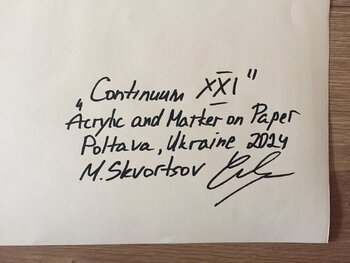 „Continuum XXI"
Acrylic and Marker on Paper
Poltava, Ukraine 2024
M. Skvortsov